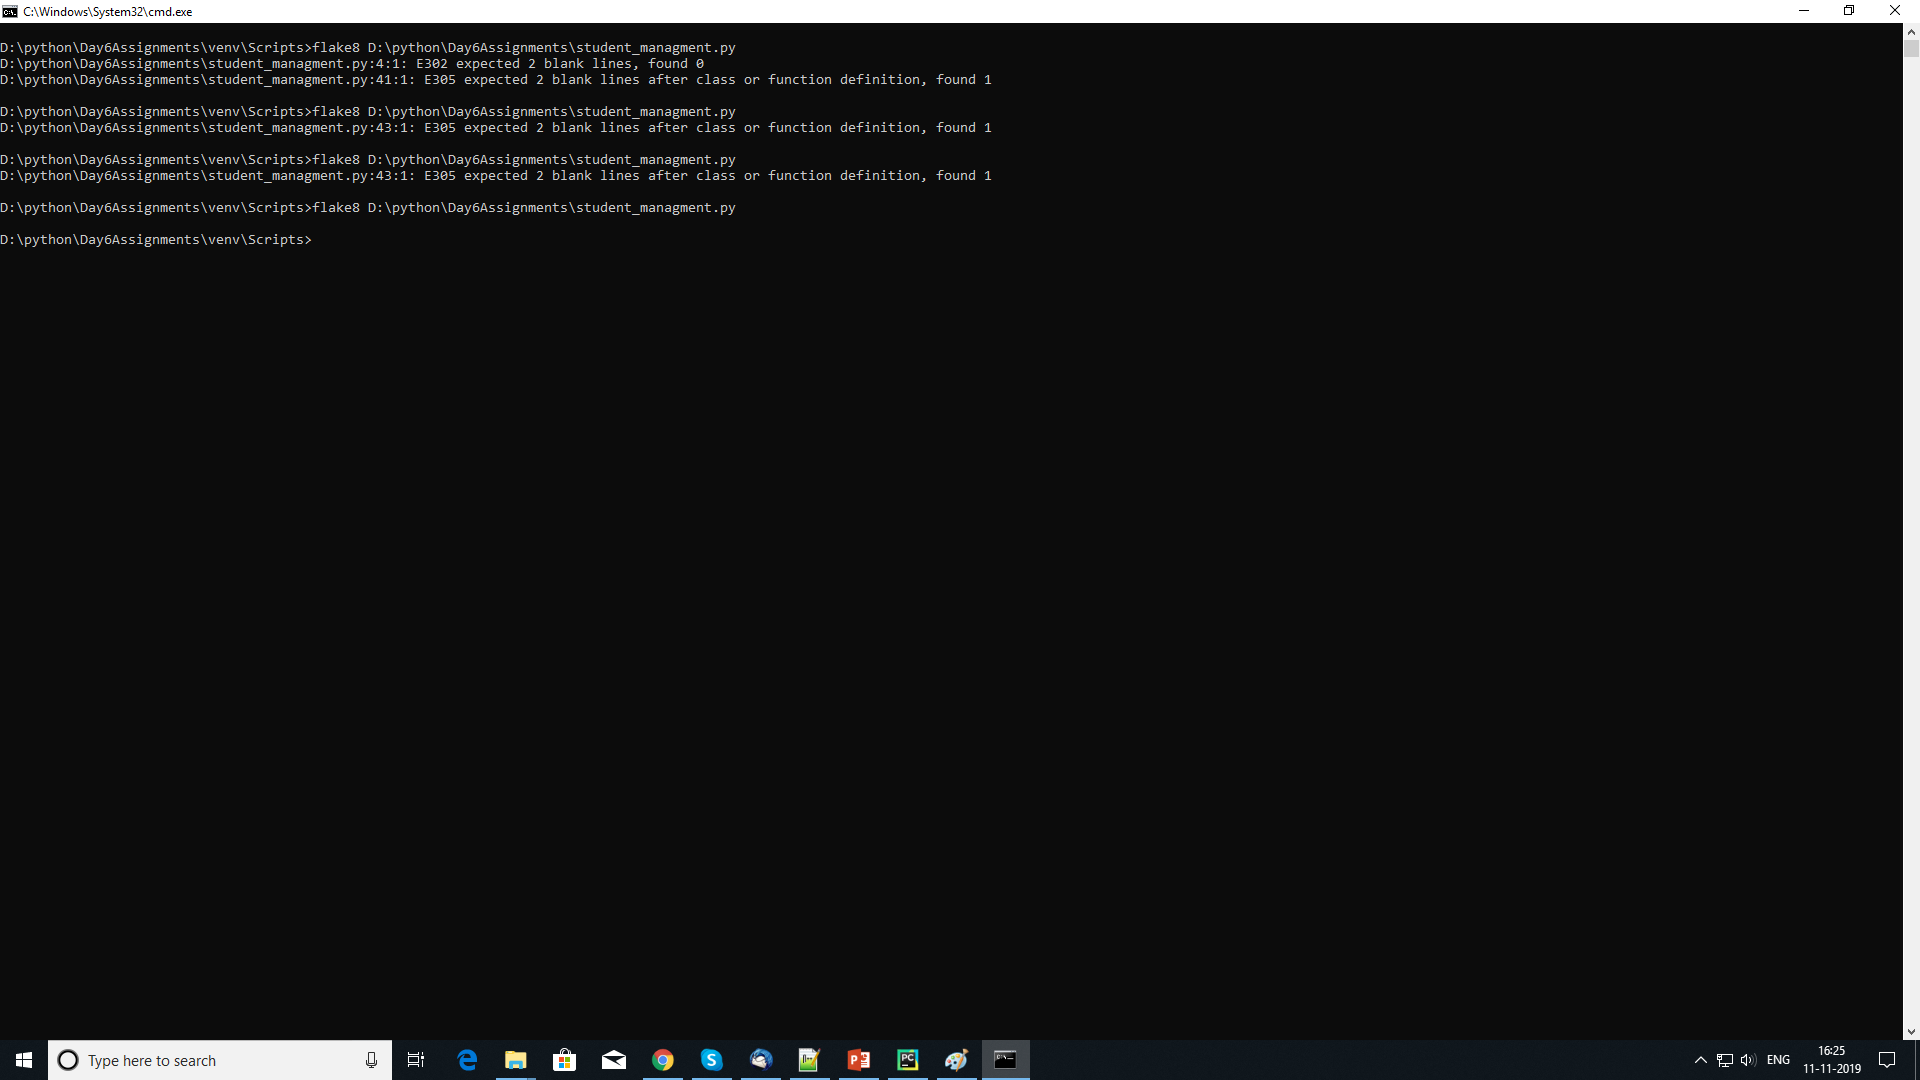 C:\Windows\System32\cmd.exe
D:\python\Day6Assignments\venv\Scripts>flake8 D:\python\Day6Assignments\student_managment.py
D:\python\Day6Assignments\student_managment.py:4:1: E302 expected 2 blank lines, found 0
D:\python\Day6Assignments\student_managment.py:41:1: E305 expected 2 blank lines after class or function definition, found 1
D:\python\Day6Assignments\venv\Scripts>flake8 D:\python\Day6Assignments\student_managment.py
D:\python\Day6Assignments\student_managment.py:43:1: E305 expected 2 blank lines after class or function definition, found 1
D:\python\Day6Assignments\venv\Scripts>flake8 D:\python\Day6Assignments\student_managment.py
D:\python\Day6Assignments\student_managment.py:43:1: E305 expected 2 blank lines after class or function definition, found 1
D:\python\Day6Assignments\venv\Scripts>flake8 D:\python\Day6Assignments\student_managment.py
D:\python\Day6Assignments\venv\Scripts>
Type here to search
ENG
16:25
11-11-2019